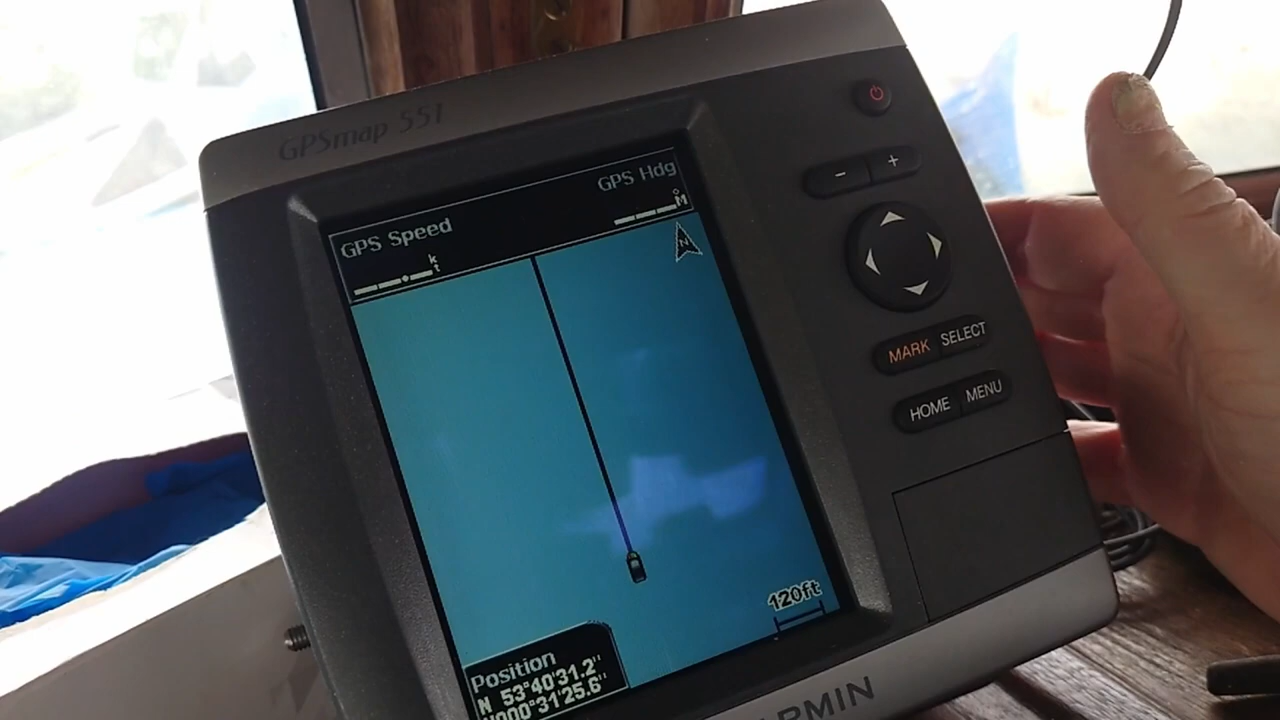 GPSmap 551
GPS Speed
GPS Hdg
k
t
°
M
N
- +
MARK SELECT
HOME MENU
120ft
Position
N 53°40'31.2"
W000°31'25.6"
GARMIN